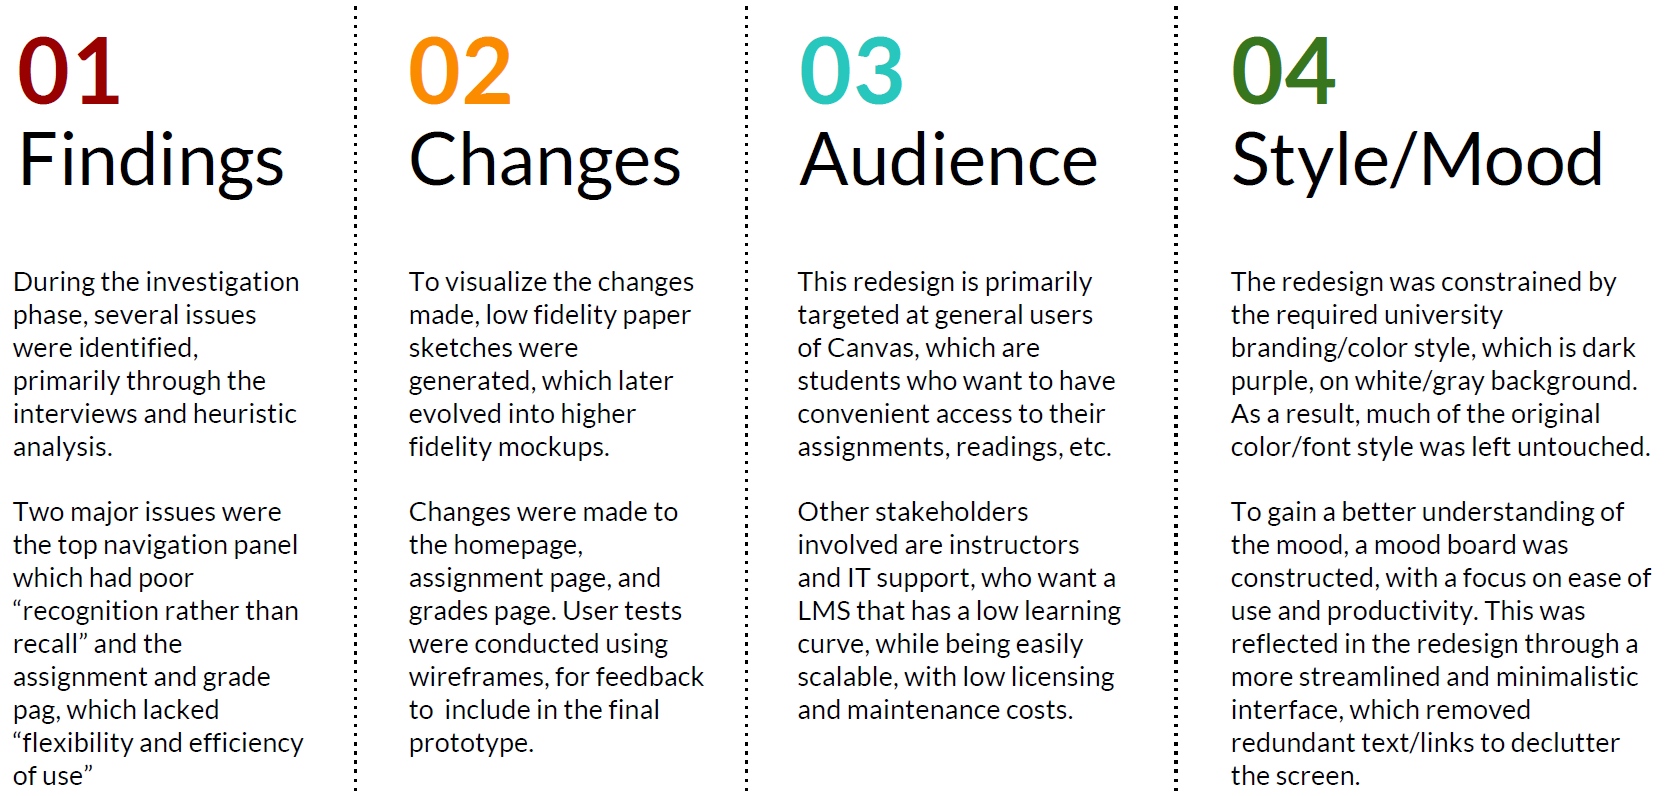 01
Findings
During the investigation
phase, several issues
were identified,
primarily through the
interviews and heuristic
analysis.
Two major issues were
the top navigation panel
which had poor
“recognition rather than
recall” and the
assignment and grade
pag, which lacked
“flexibility and efficiency
of use”
02
Changes
To visualize the changes
made, low fidelity paper
sketches were
generated, which later
evolved into higher
fidelity mockups.
Changes were made to
the homepage,
assignment page, and
grades page. User tests
were conducted using
wireframes, for feedback
to  include in the final
prototype.
03
Audience
This redesign is primarily
targeted at general users
of Canvas, which are
students who want to have
convenient access to their
assignments, readings, etc.
Other stakeholders
involved are instructors
and IT support, who want a
LMS that has a low learning
curve, while being easily
scalable, with low licensing
and maintenance costs.
04
Style/Mood
The redesign was constrained by
the required university
branding/color style, which is dark
purple, on white/gray background.
As a result, much of the original
color/font style was left untouched.
To gain a better understanding of
the mood, a mood board was
constructed, with a focus on ease of
use and productivity. This was
reflected in the redesign through a
more streamlined and minimalistic
interface, which removed
redundant text/links to declutter
the screen.